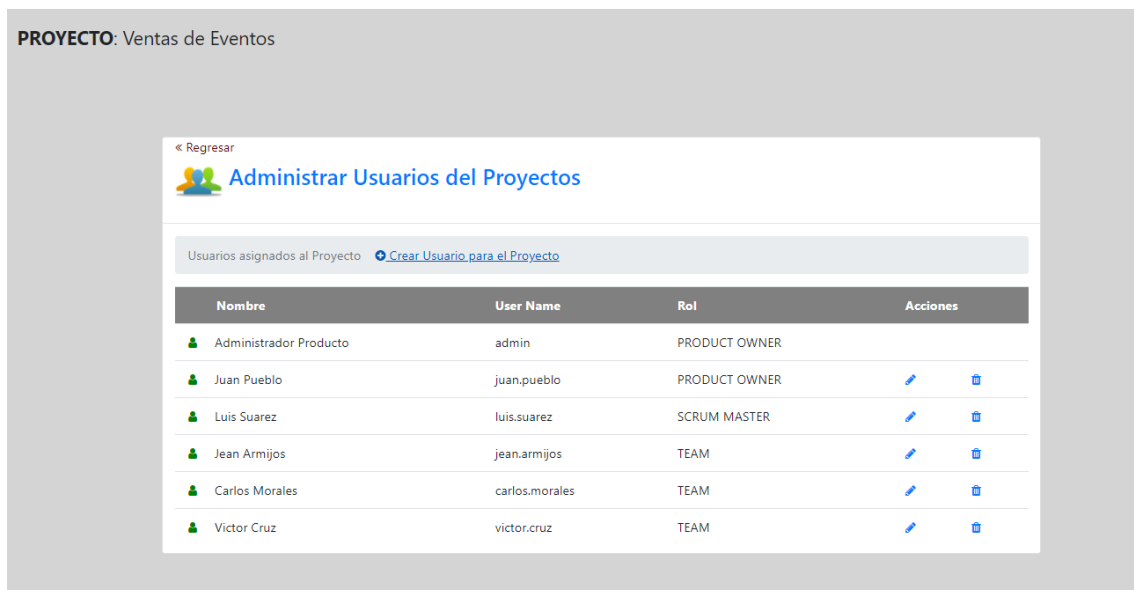 PROYECTO: Ventas de Eventos
« Regresar
Administrar Usuarios del Proyectos
Usuarios asignados al Proyecto Crear Usuario para el Proyecto
Nombre User Name Rol Acciones
Administrador Producto admin PRODUCT OWNER
Juan Pueblo juan.pueblo PRODUCT OWNER
Luis Suarez luis.suarez SCRUM MASTER
Jean Armijos jean.armijos TEAM
Carlos Morales carlos.morales TEAM
Victor Cruz victor.cruz TEAM